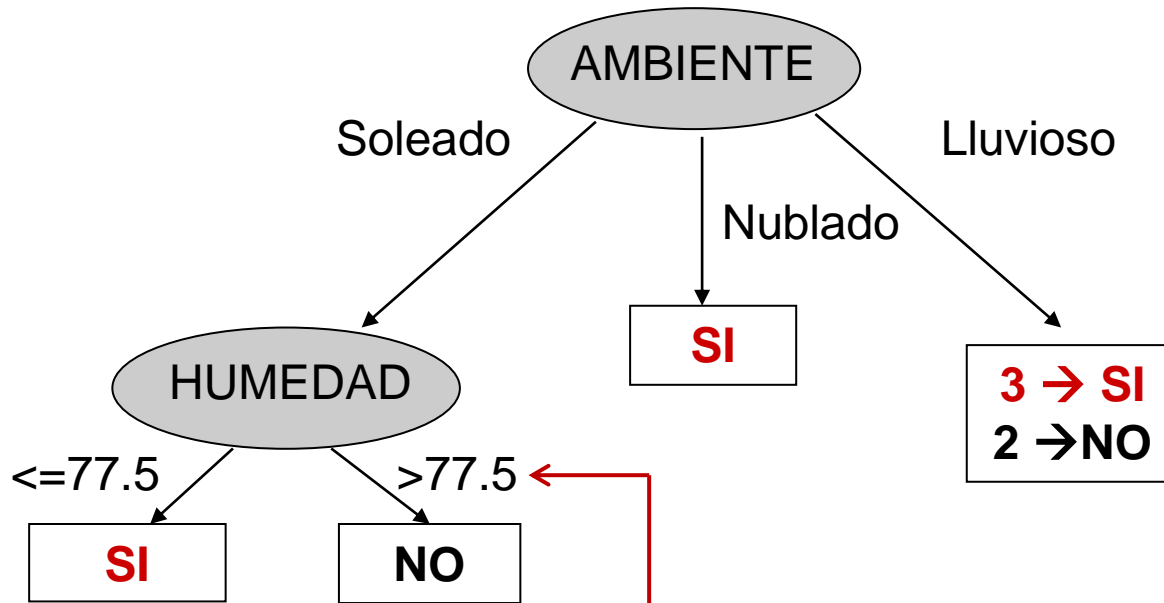 AMBIENTE
Soleado
Lluvioso
Nublado
SI
HUMEDAD
3 → SI
2 →NO
<=77.5
>77.5
SI
NO